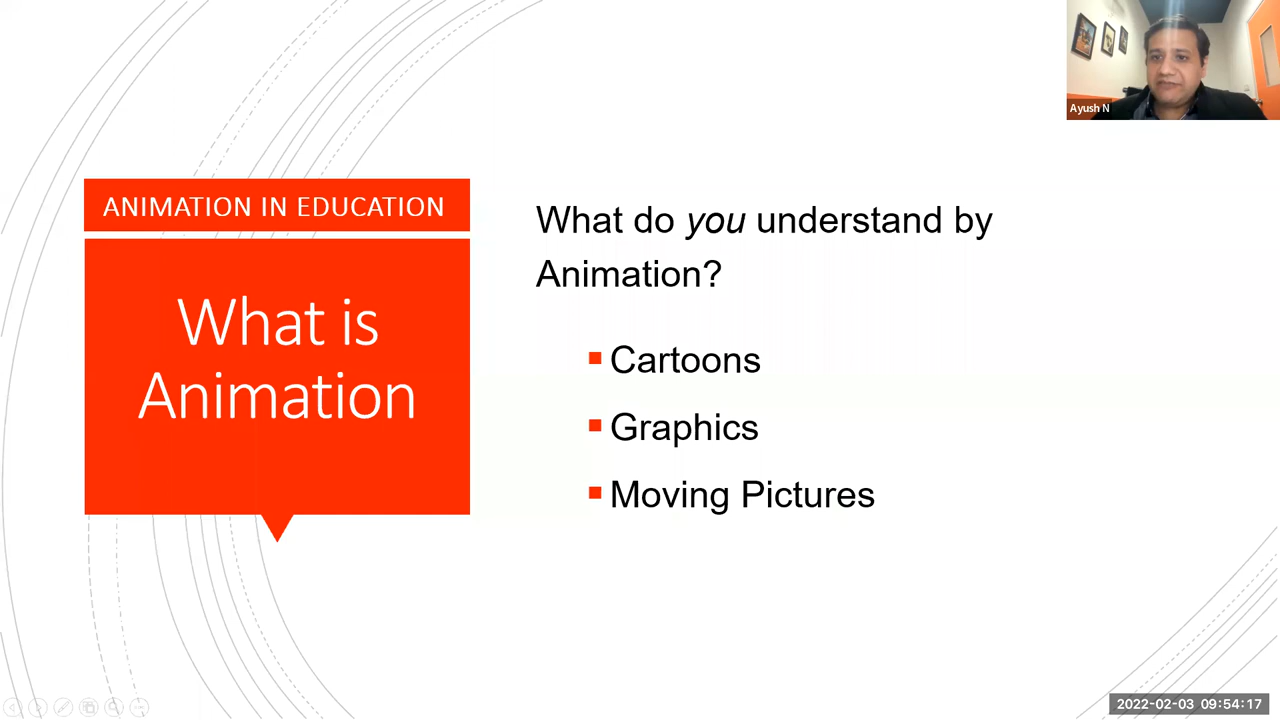 Ayush N
ANIMATION IN EDUCATION
What is
Animation
What do you understand by
Animation?
Cartoons
Graphics
Moving Pictures
2022-02-03 09:54:17